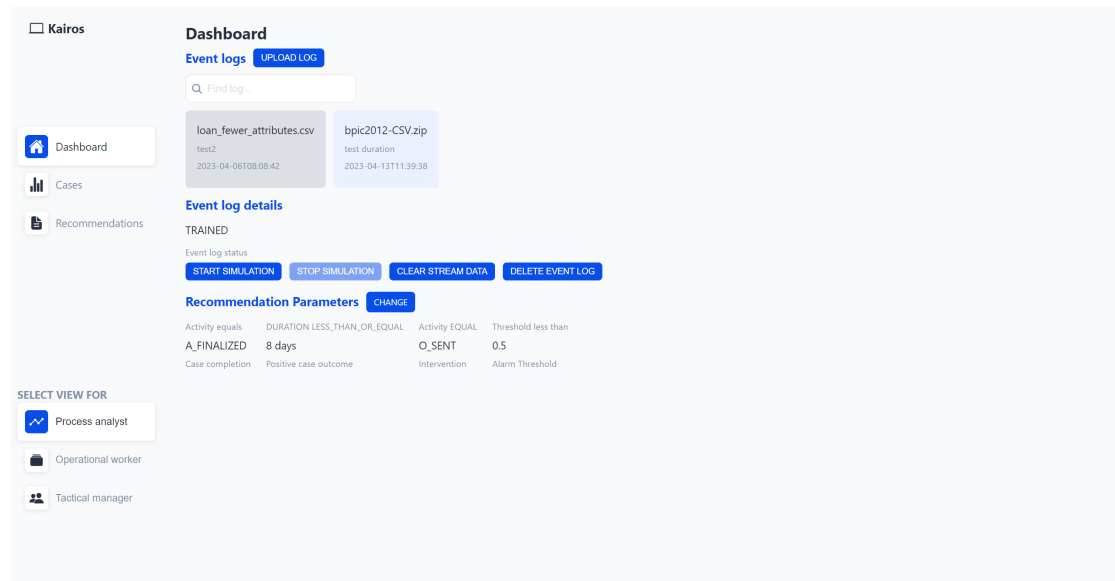 Kairos
Dashboard
Cases
Recommendations
SELECT VIEW FOR
Process analyst
Operational worker
Tactical manager
Dashboard
Event logs UPLOAD LOG
Find log...
loan_fewer_attributes.csv bpic2012-CSV.zip
test2 test duration
2023-04-06T08:08:42 2023-04-13T11:39:38
Event log details
TRAINED
Event log status
START SIMULATION STOP SIMULATION CLEAR STREAM DATA DELETE EVENT LOG
Recommendation Parameters CHANGE
Activity equals DURATION LESS_THAN_OR_EQUAL Activity EQUAL Threshold less than
A_FINALIZED 8 days O_SENT 0.5
Case completion Positive case outcome Intervention Alarm Threshold